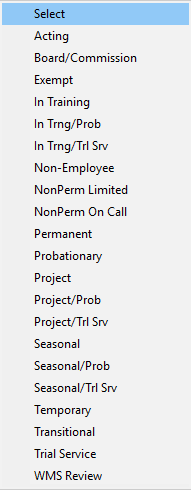 Select
Acting
Board/Commission
Exempt
In Training
In Trng/Prob
In Trng/Trl Srv
Non-Employee
NonPerm Limited
NonPerm On Call
Permanent
Probationary
Project
Project/Prob
Project/Trl Srv
Seasonal
Seasonal/Prob
Seasonal/Trl Srv
Temporary
Transitional
Trial Service
WMS Review